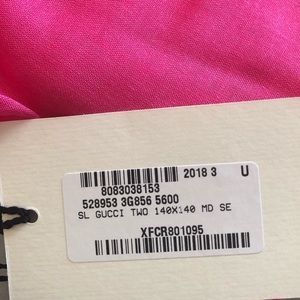 2018 3 U
8083038153
528953 3G856 5600
SL GUCCI TWO 140X140 MD SE
XFCR801095